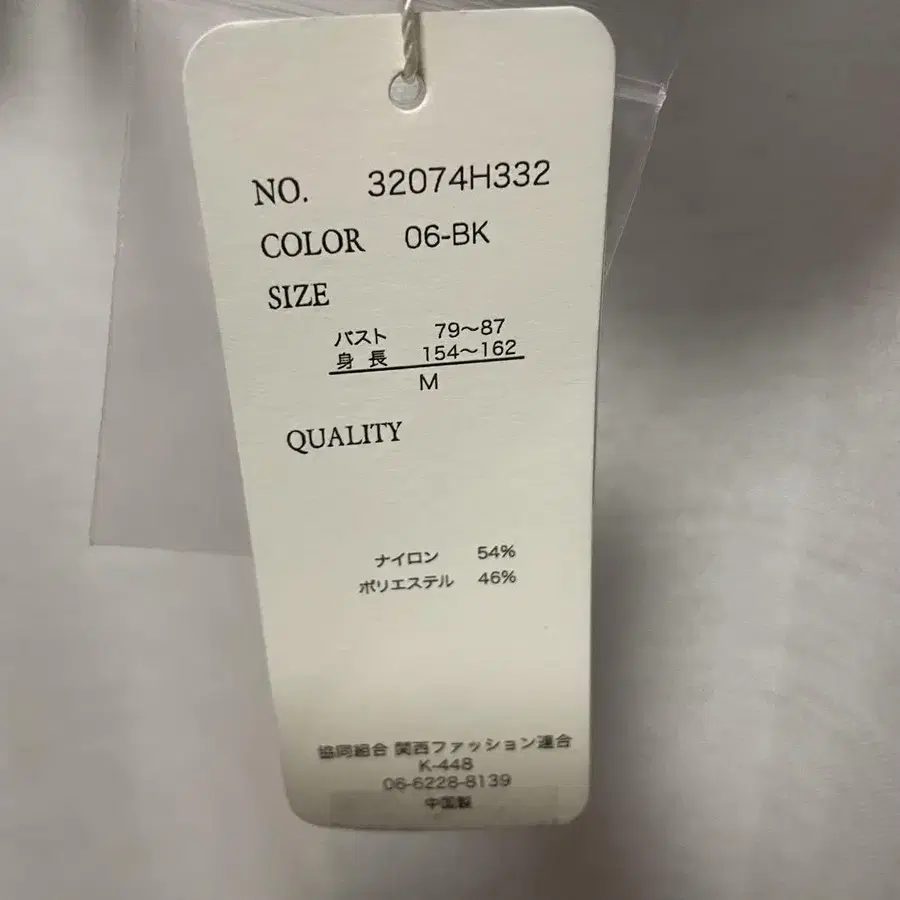 NO. 32074H332
COLOR 06-BK
SIZE
バスト 79～87
身長 154～162
M
QUALITY
ナイロン 54%
ポリエステル 46%
協同組合 関西ファッション連合
K-448
06-6228-8139
中国製